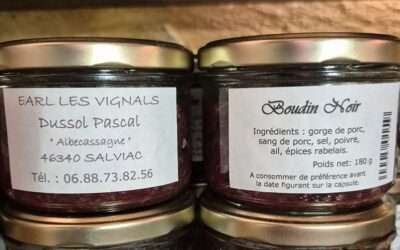 EARL LES VIGNALS
Dussol Pascal
"Albecassagne"
46340 SALVIAC
Tél. : 06.88.73.82.56
Boudin Noir
Ingrédients : gorge de porc,
sang de porc, sel, poivre,
ail, épices rabelais.
Poids net: 180 g
A consommer de préférence avant
la date figurant sur la capsule.